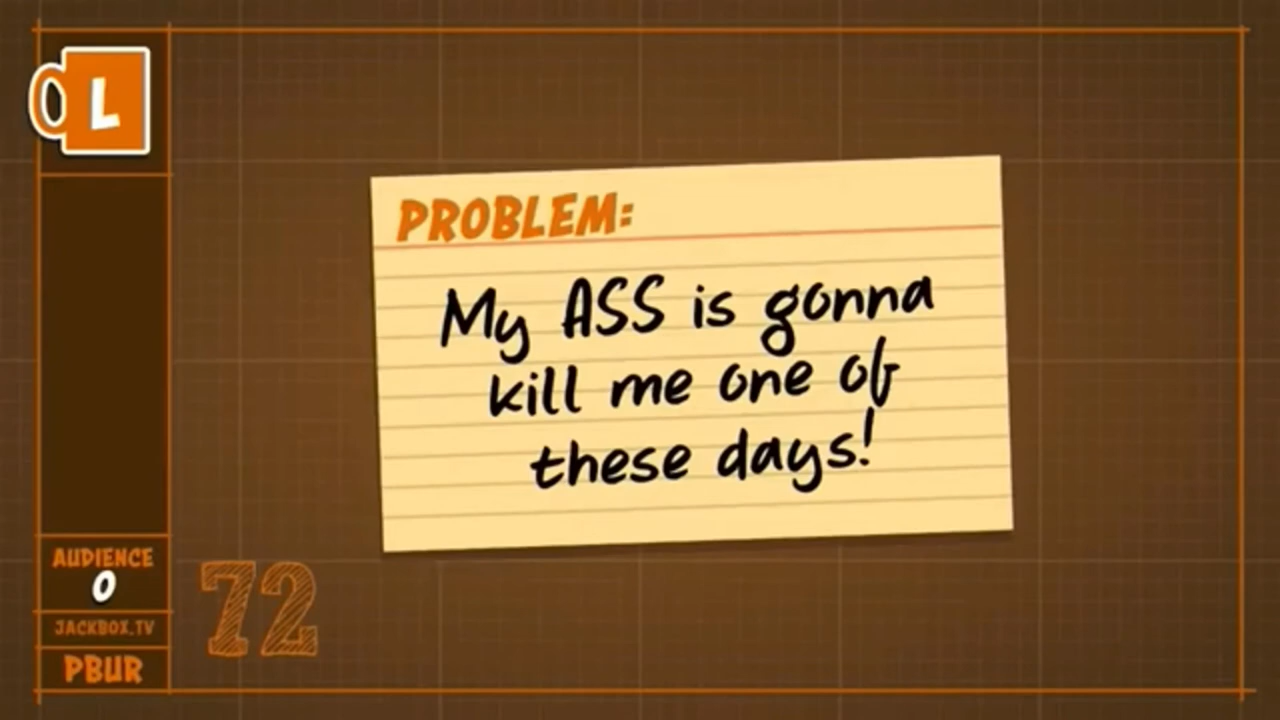 L
PROBLEM:
My ASS is gonna
kill me one of
these days!
AUDIENCE
0
JACKBOX.TV
PBUR
72